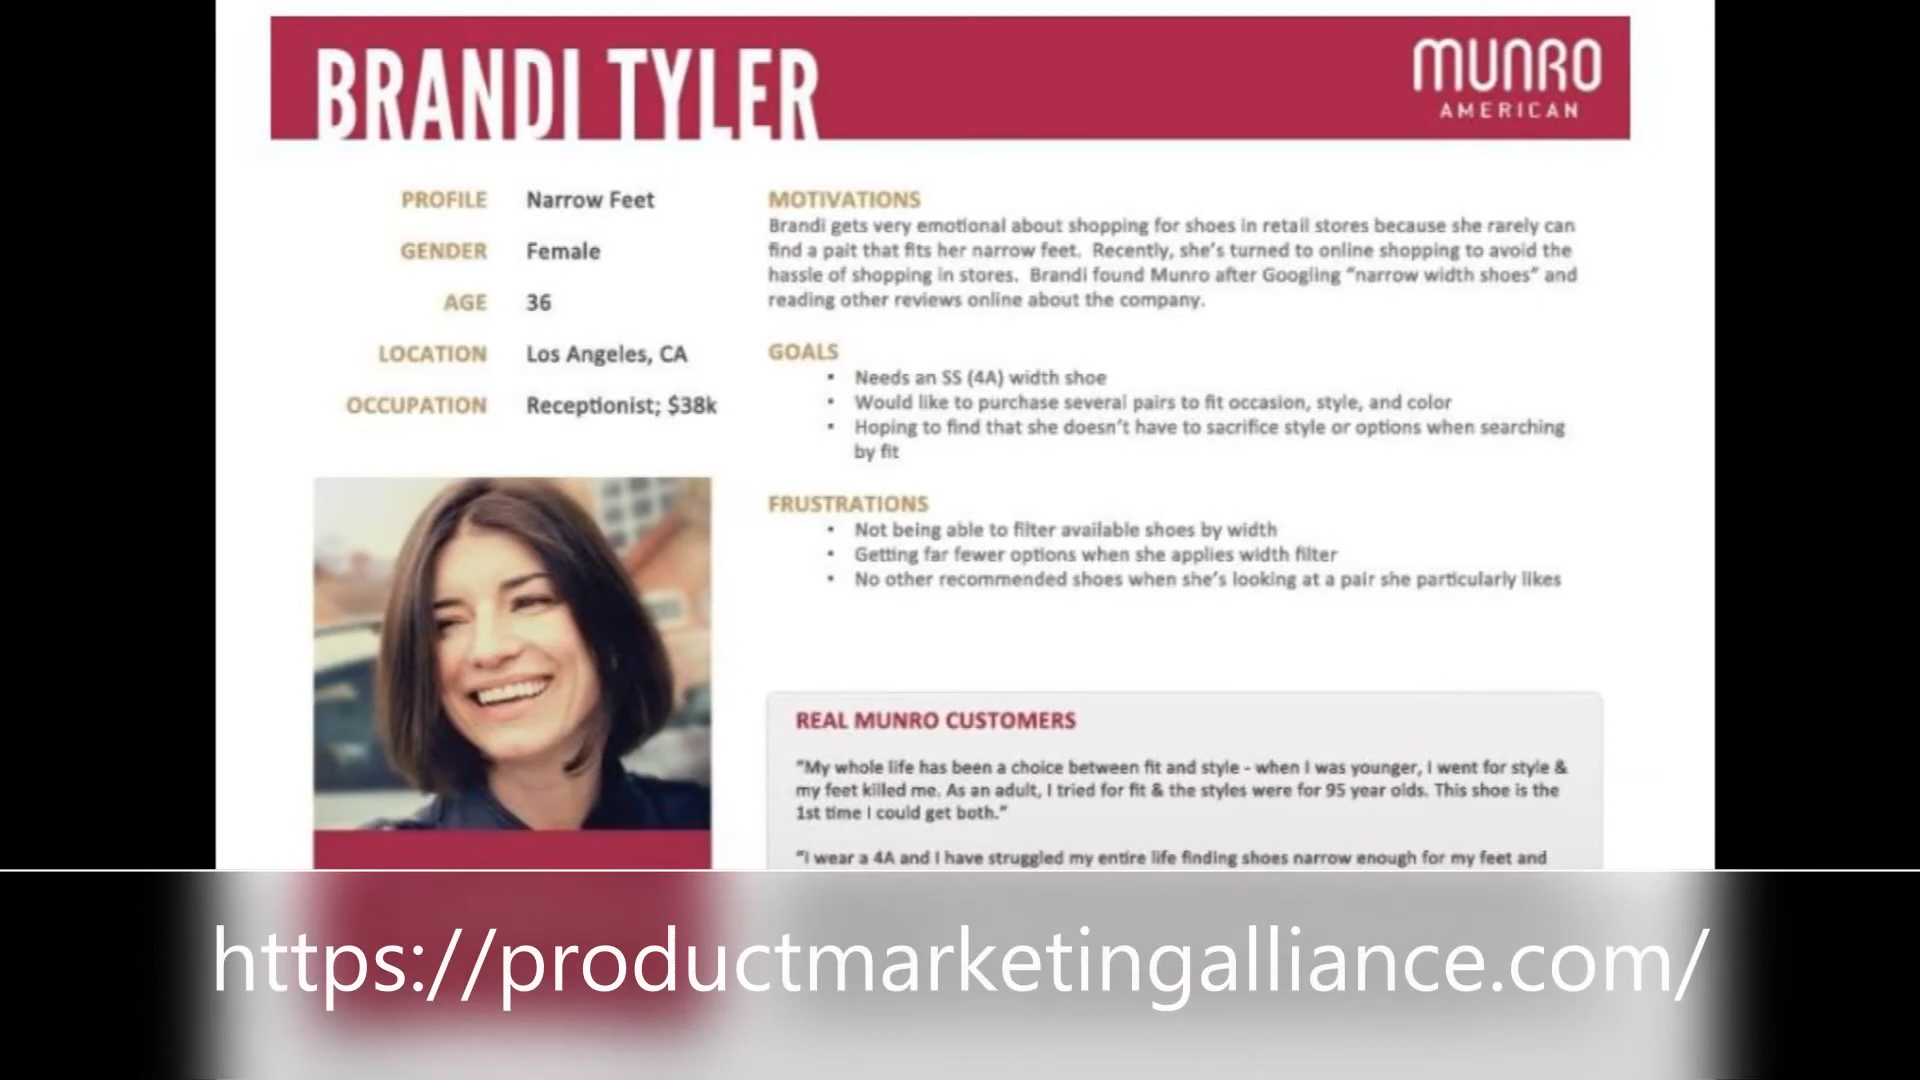 BRANDI TYLER
MUNRO
AMERICAN
PROFILE Narrow Feet
GENDER Female
AGE 36
LOCATION Los Angeles, CA
OCCUPATION Receptionist; $38k
MOTIVATIONS
Brandi gets very emotional about shopping for shoes in retail stores because she rarely can
find a pait that fits her narrow feet. Recently, she's turned to online shopping to avoid the
hassle of shopping in stores. Brandi found Munro after Googling “narrow width shoes” and
reading other reviews online about the company.
GOALS
• Needs an SS (4A) width shoe
• Would like to purchase several pairs to fit occasion, style, and color
• Hoping to find that she doesn't have to sacrifice style or options when searching
by fit
FRUSTRATIONS
• Not being able to filter available shoes by width
• Getting far fewer options when she applies width filter
• No other recommended shoes when she's looking at a pair she particularly likes
REAL MUNRO CUSTOMERS
“My whole life has been a choice between fit and style - when I was younger, I went for style &
my feet killed me. As an adult, I tried for fit & the styles were for 95 year olds. This shoe is the
1st time I could get both.”
“I wear a 4A and I have struggled my entire life finding shoes narrow enough for my feet and
https://productmarketingalliance.com/